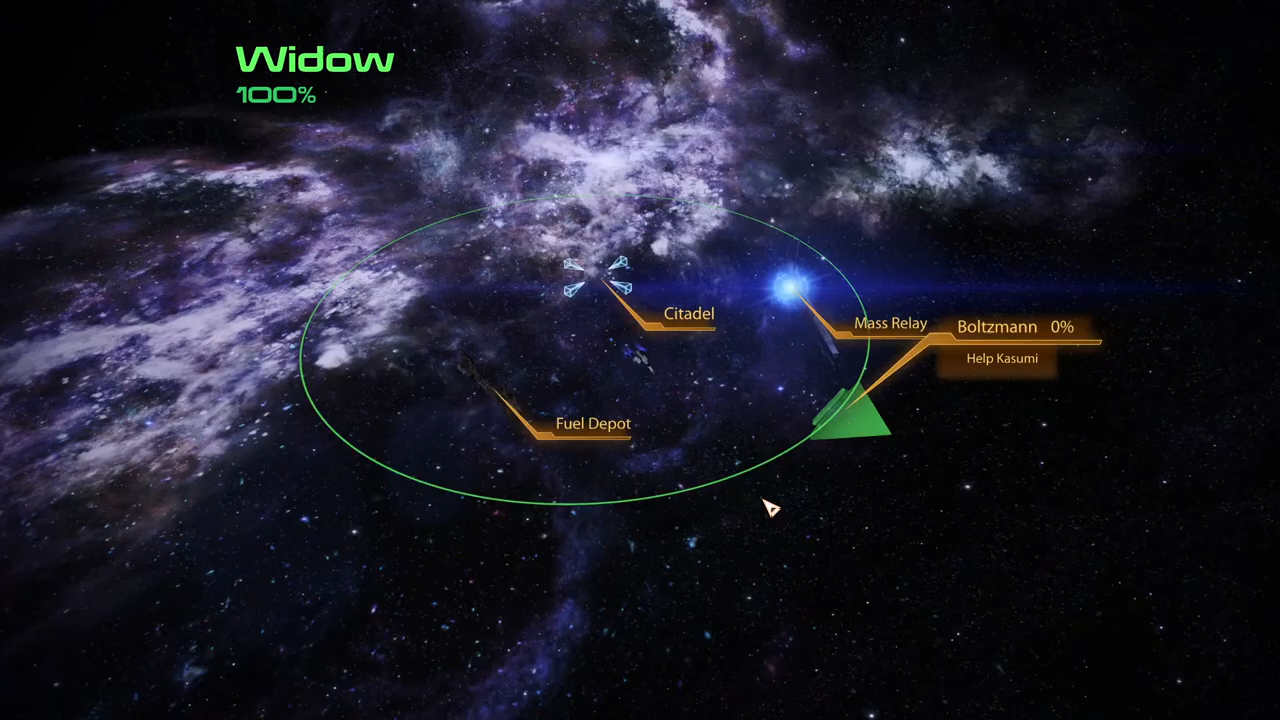 Widow
100%
Citadel
Mass Relay
Boltzmann 0%
Help Kasumi
Fuel Depot